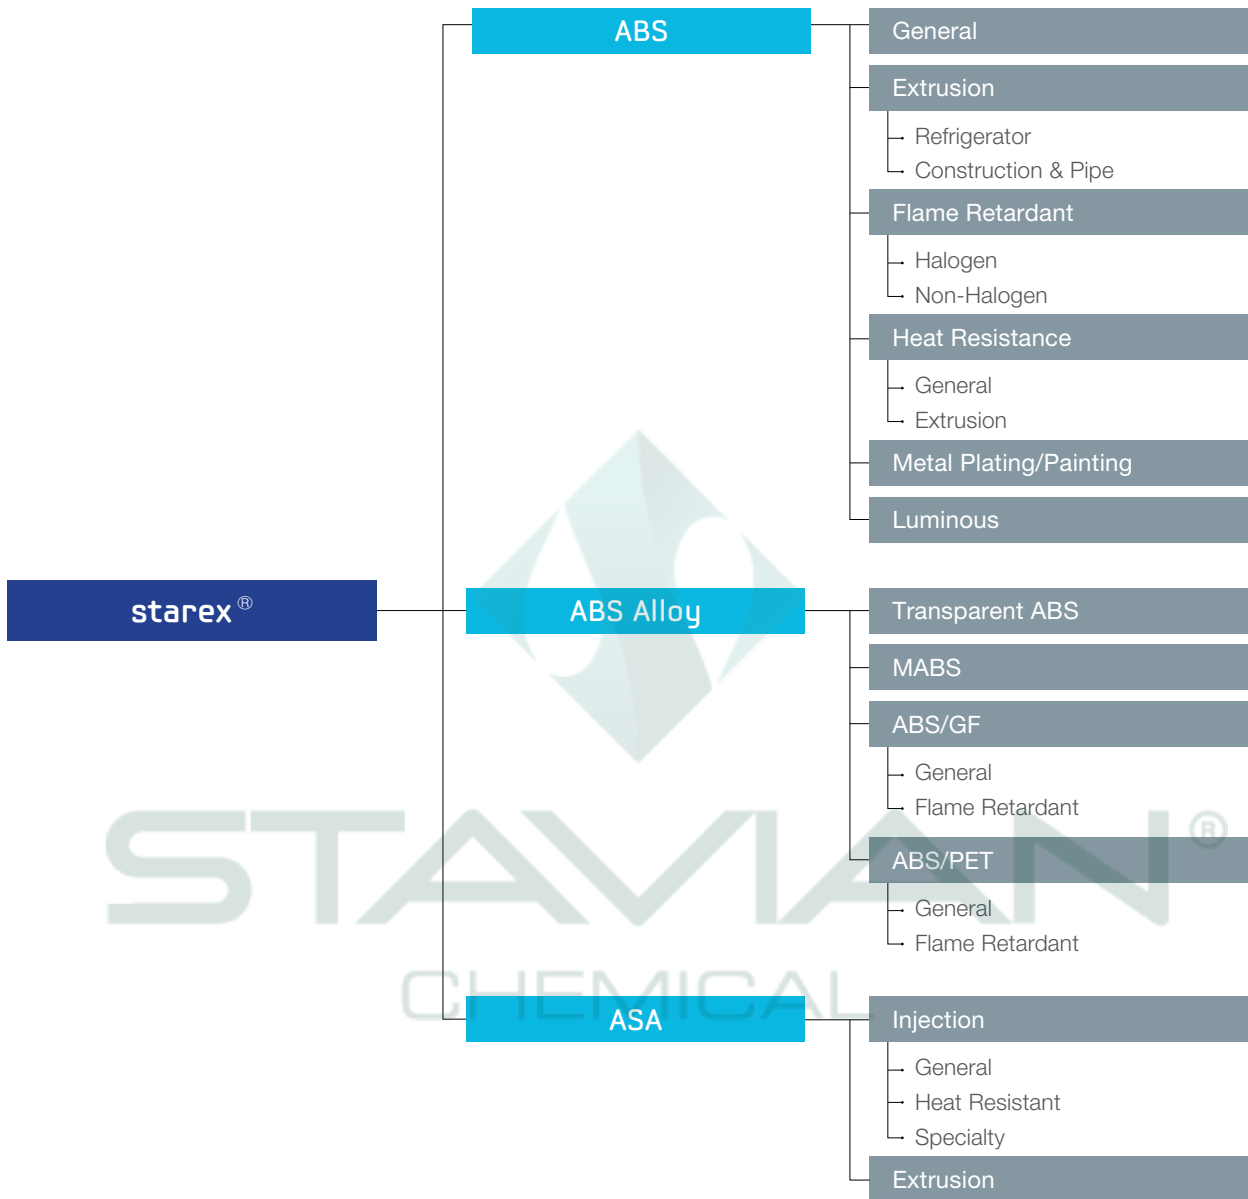 starex ®
ABS
General
Extrusion
Refrigerator
Construction & Pipe
Flame Retardant
Halogen
Non-Halogen
Heat Resistance
General
Extrusion
Metal Plating/Painting
Luminous
ABS Alloy
Transparent ABS
MABS
ABS/GF
General
Flame Retardant
ABS/PET
General
Flame Retardant
ASA
Injection
General
Heat Resistant
Specialty
Extrusion
STAVIAN ®
CHEMICAL